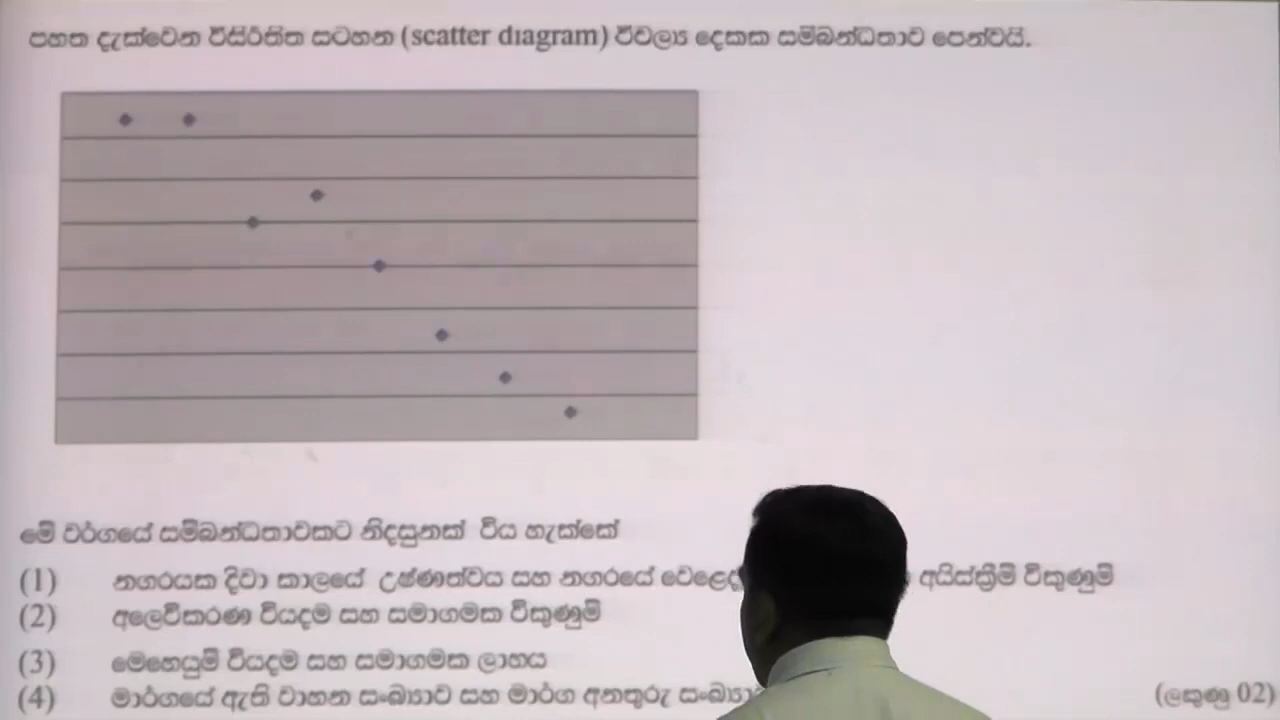 පහත දැක්වෙන විසිරිතිත සටහන (scatter diagram) විචල්‍ය දෙකක සම්බන්ධතාව පෙන්වයි.
මේ වර්ගයේ සම්බන්ධතාවකට නිදසුනක් විය හැක්කේ
(1) නගරයක දිවා කාලයේ උෂ්ණත්වය සහ නගරයේ අයිස්ක්‍රීම් විකුණුම්
(2) අලෙවිකරණ වියදම සහ සමාගමක විකුණුම්
(3) මෙහෙයුම් වියදම සහ සමාගමක ලාභය
(4) මාර්ගයේ ඇති වාහන සංඛ්‍යාව සහ මාර්ග අනතුරු
(ලකුණු 02)